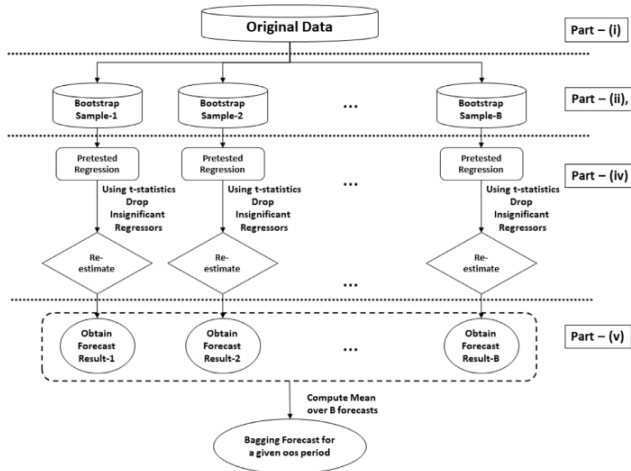 Original Data
Part – (i)
Bootstrap
Sample-1
Bootstrap
Sample-2
...
Bootstrap
Sample-B
Part – (ii),
Pretested
Regression
Pretested
Regression
...
Pretested
Regression
Part – (iv)
Using t-statistics
Drop
Insignificant
Regressors
Using t-statistics
Drop
Insignificant
Regressors
Using t-statistics
Drop
Insignificant
Regressors
Re-
estimate
Re-
estimate
...
Re-
estimate
Obtain
Forecast
Result-1
Obtain
Forecast
Result-2
...
Obtain
Forecast
Result-B
Part – (v)
Compute Mean
over B forecasts
Bagging Forecast for
a given oos period